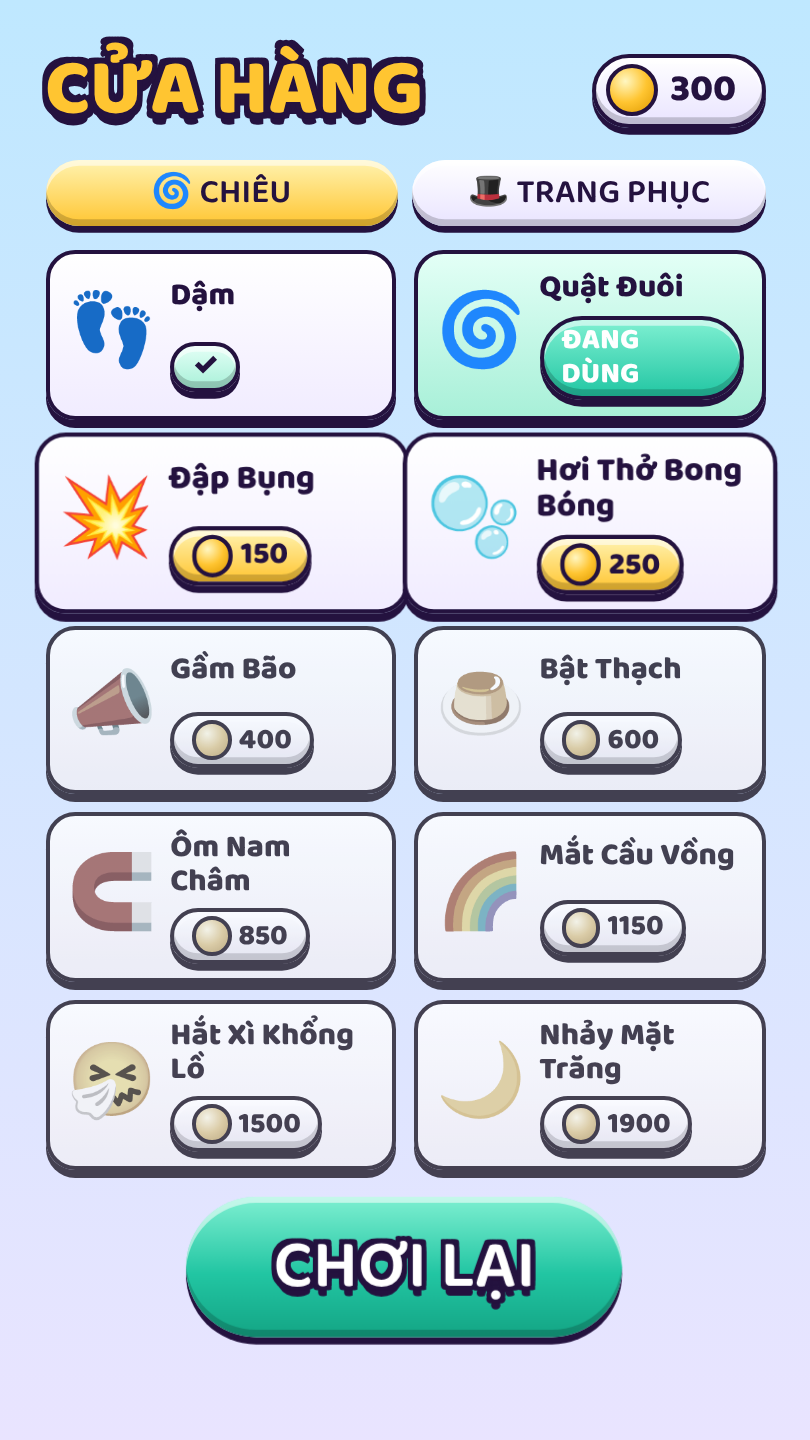 CỬA HÀNG
300
CHIÊU
TRANG PHỤC
Dậm
Quật Đuôi
ĐANG
DÙNG
Đập Bụng
150
Hơi Thở Bong
Bóng
250
Gầm Bão
400
Bật Thạch
600
Ôm Nam
Châm
850
Mắt Cầu Vồng
1150
Hắt Xì Khổng
Lồ
1500
Nhảy Mặt
Trăng
1900
CHƠI LẠI